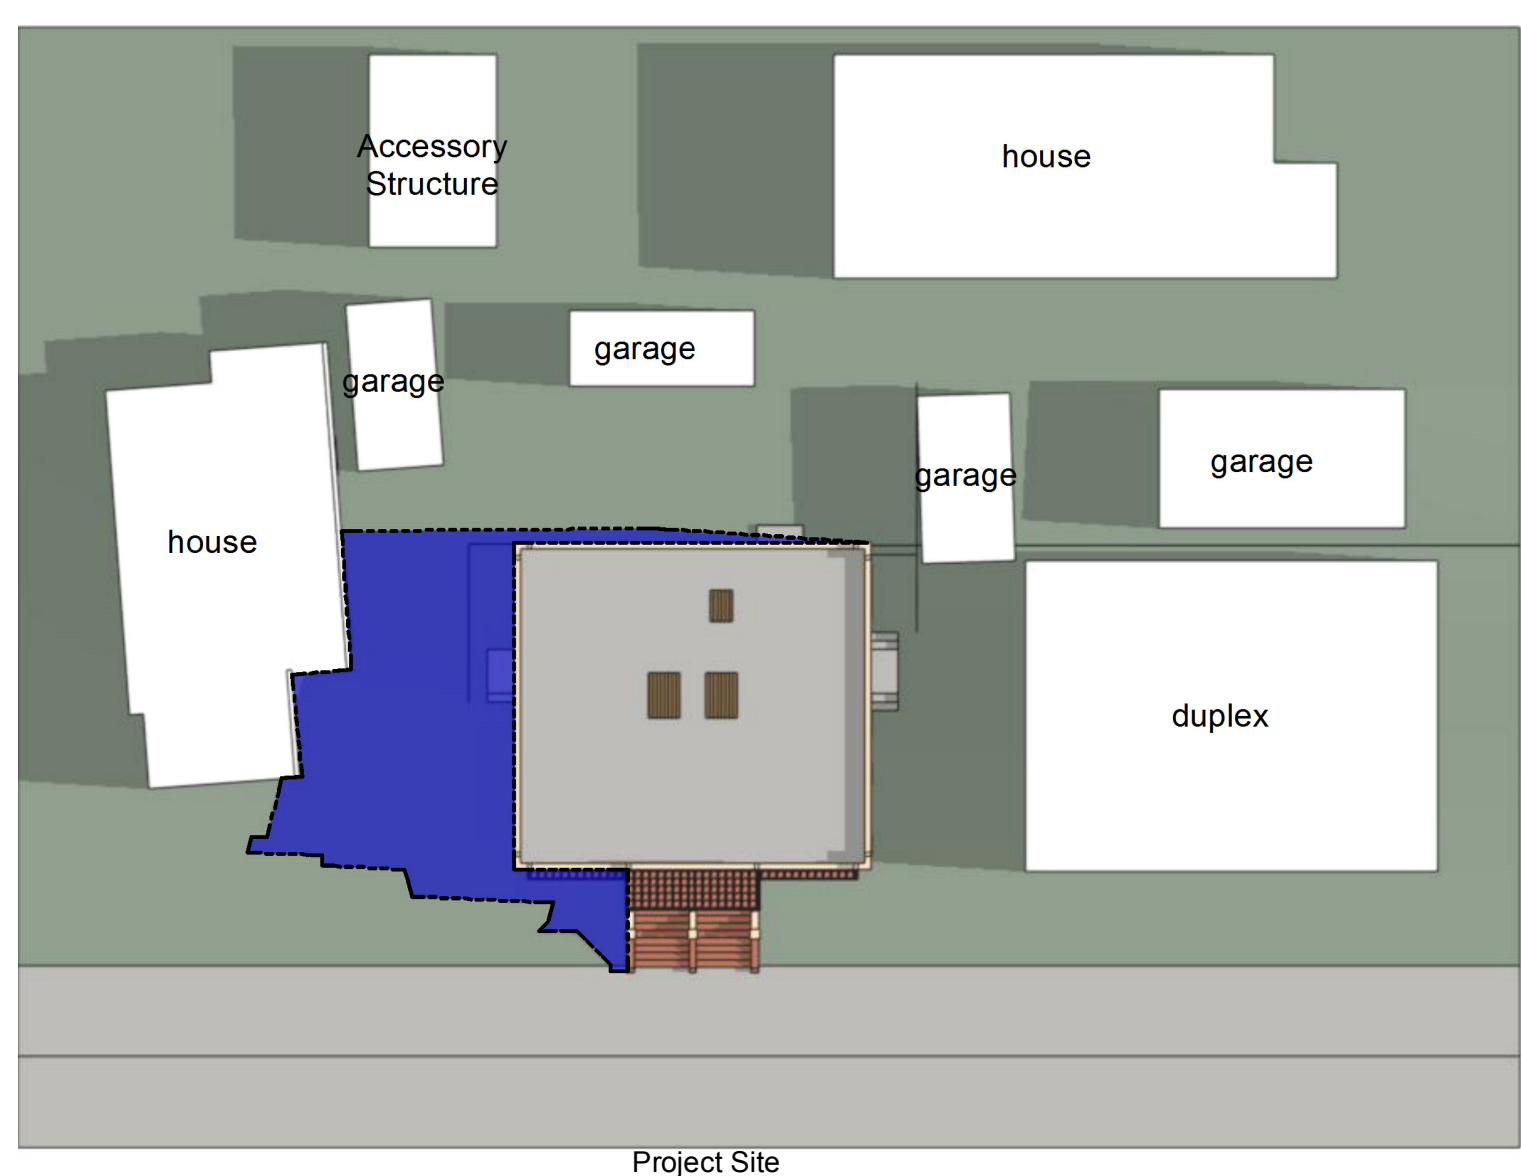 Accessory
Structure
house
garage
garage
garage
garage
house
duplex
Project Site